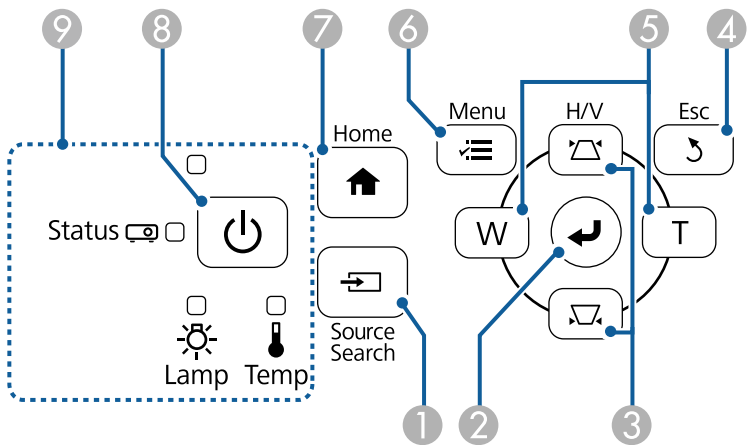 9 8 7 6 5 4
Menu H/V Esc
Home
Status
W T
Source
Search
Lamp Temp
1 2 3